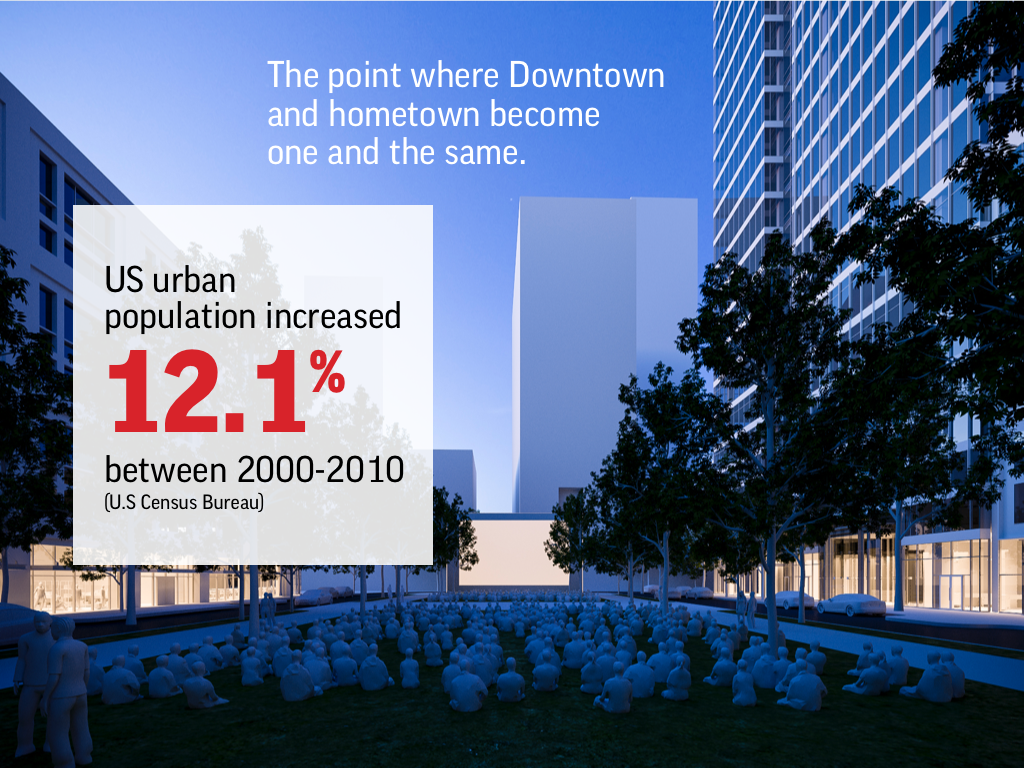 The point where Downtown
and hometown become
one and the same.
US urban
population increased
12.1%
between 2000-2010
(U.S Census Bureau)